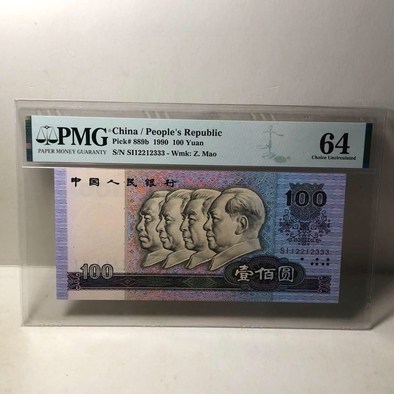 PMG
PAPER MONEY GUARANTY
China / People's Republic
Pick# 889b 1990 100 Yuan
S/N SI12212333 - Wmk: Z. Mao
64
Choice Uncirculated
中国人民银行
100
SI12212333
100
壹佰圆